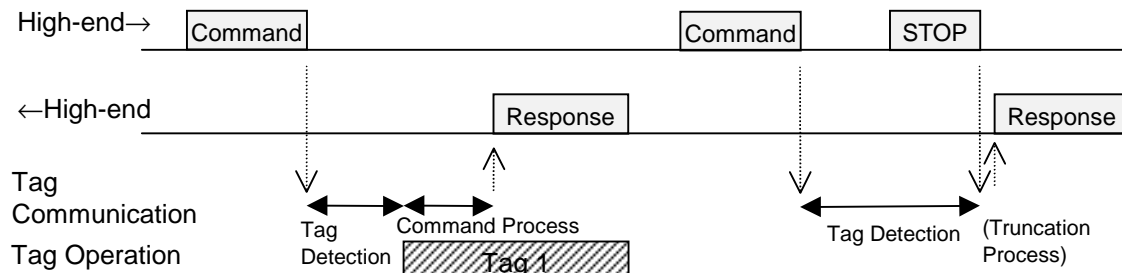 High-end→
Command
Command
STOP
←High-end
Response
Response
Tag
Communication
Tag
Detection
Command Process
Tag Detection
(Truncation
Process)
Tag Operation
Tag 1